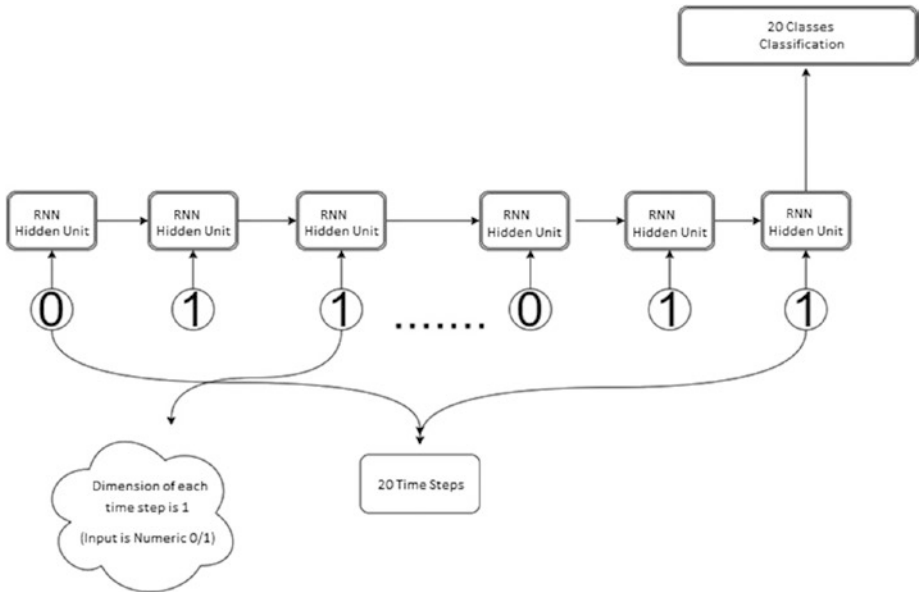 20 Classes
Classification
RNN
Hidden Unit
RNN
Hidden Unit
RNN
Hidden Unit
RNN
Hidden Unit
RNN
Hidden Unit
RNN
Hidden Unit
0
1
1
.......
0
1
1
Dimension of each
time step is 1
(Input is Numeric 0/1)
20 Time Steps